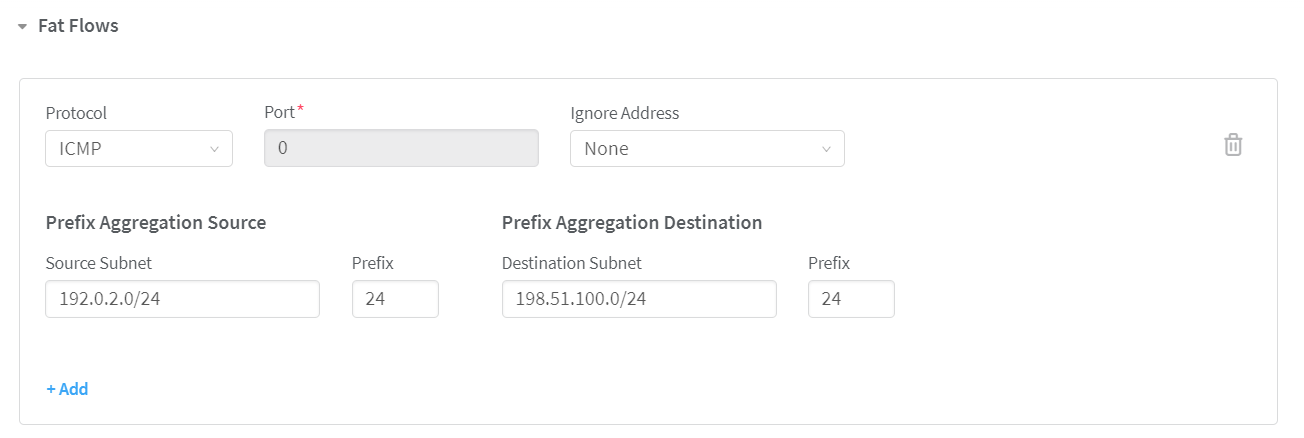 Fat Flows
Protocol Port* Ignore Address
ICMP 0 None
Prefix Aggregation Source Prefix Aggregation Destination
Source Subnet Prefix Destination Subnet Prefix
192.0.2.0/24 24 198.51.100.0/24 24
+ Add